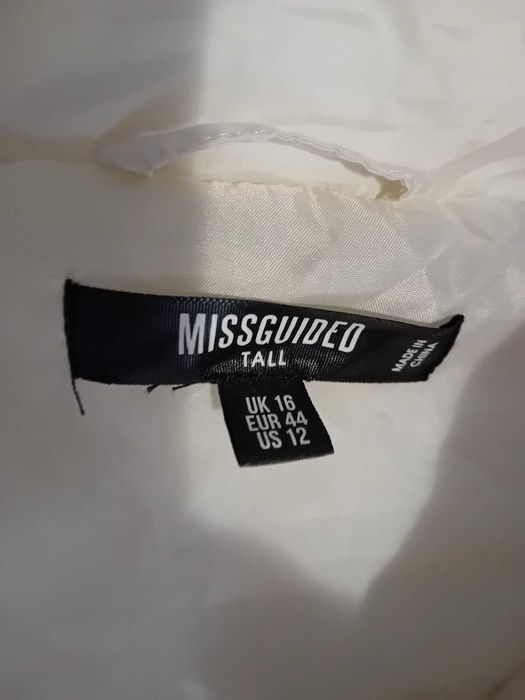 MISSGUIDED
TALL
MADE IN
CHINA
UK 16
EUR 44
US 12